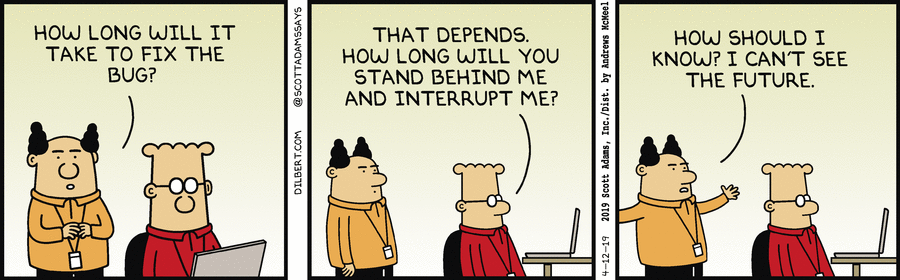 HOW LONG WILL IT
TAKE TO FIX THE
BUG?
DILBERT.COM @SCOTTADAMSSAYS
THAT DEPENDS.
HOW LONG WILL YOU
STAND BEHIND ME
AND INTERRUPT ME?
4-12-19 2019 Scott Adams, Inc./Dist. by Andrews McMeel
HOW SHOULD I
KNOW? I CAN'T SEE
THE FUTURE.